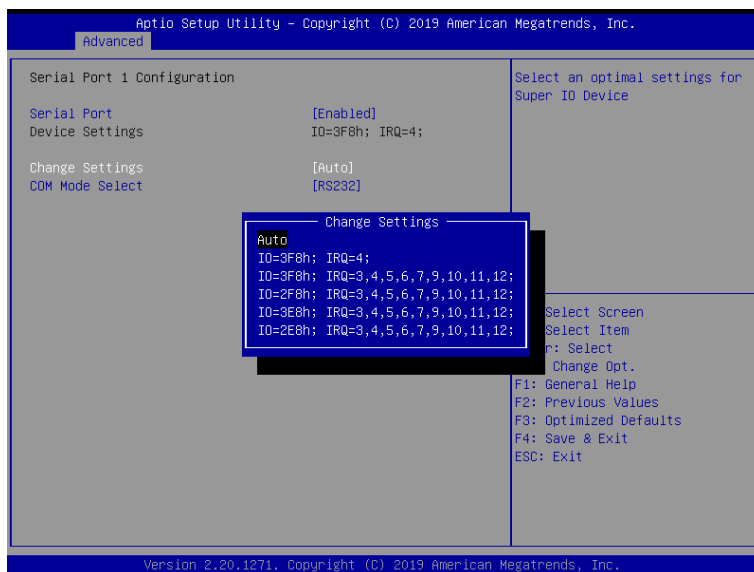 Aptio Setup Utility – Copyright (C) 2019 American Megatrends, Inc.
Advanced
Serial Port 1 Configuration
Serial Port [Enabled]
Device Settings IO=3F8h; IRQ=4;
Change Settings [Auto]
COM Mode Select [RS232]
Select an optimal settings for
Super IO Device
Change Settings
Auto
IO=3F8h; IRQ=4;
IO=3F8h; IRQ=3,4,5,6,7,9,10,11,12;
IO=2F8h; IRQ=3,4,5,6,7,9,10,11,12;
IO=3E8h; IRQ=3,4,5,6,7,9,10,11,12;
IO=2E8h; IRQ=3,4,5,6,7,9,10,11,12;
Select Screen
Select Item
r: Select
Change Opt.
F1: General Help
F2: Previous Values
F3: Optimized Defaults
F4: Save & Exit
ESC: Exit
Version 2.20.1271. Copyright (C) 2019 American Megatrends, Inc.